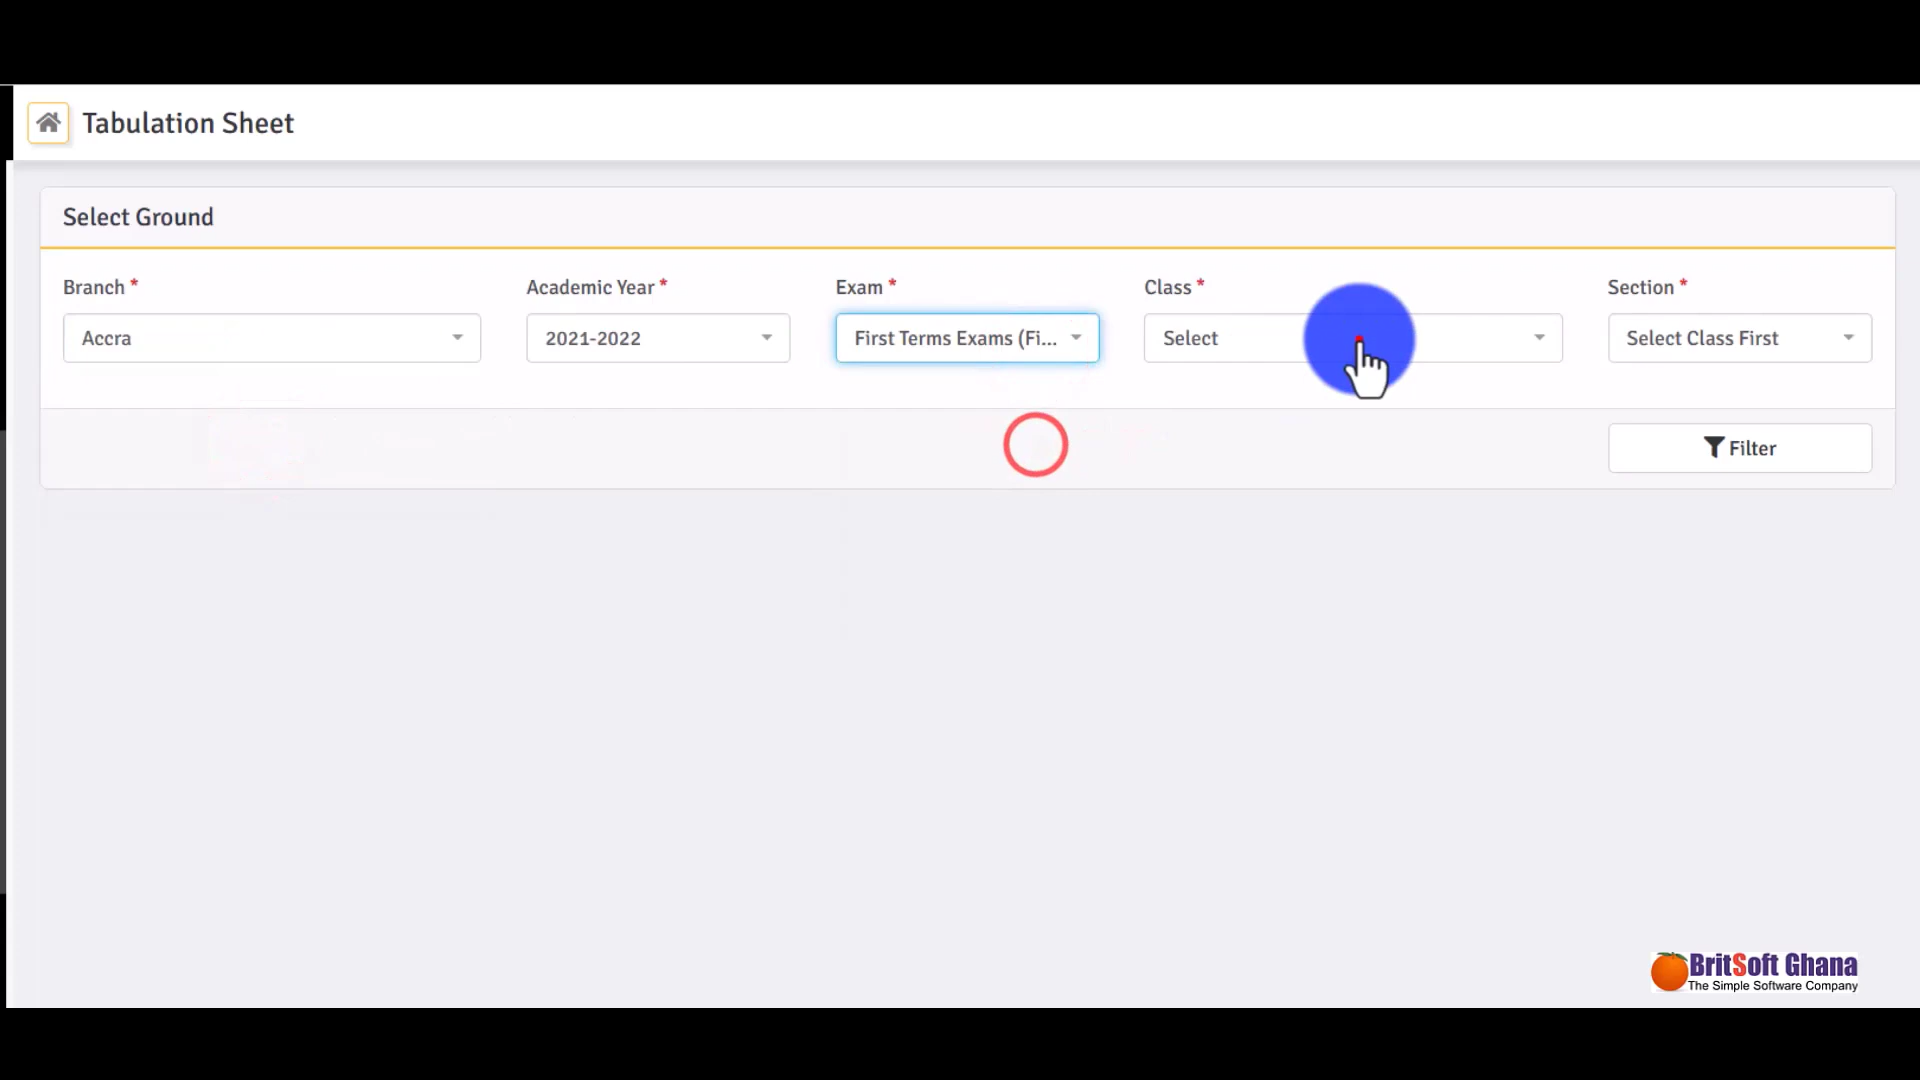 Tabulation Sheet
Select Ground
Branch *
Academic Year *
Exam *
Class *
Section *
Accra
2021-2022
First Terms Exams (Fi...
Select
Select Class First
Filter
BritSoft Ghana
The Simple Software Company